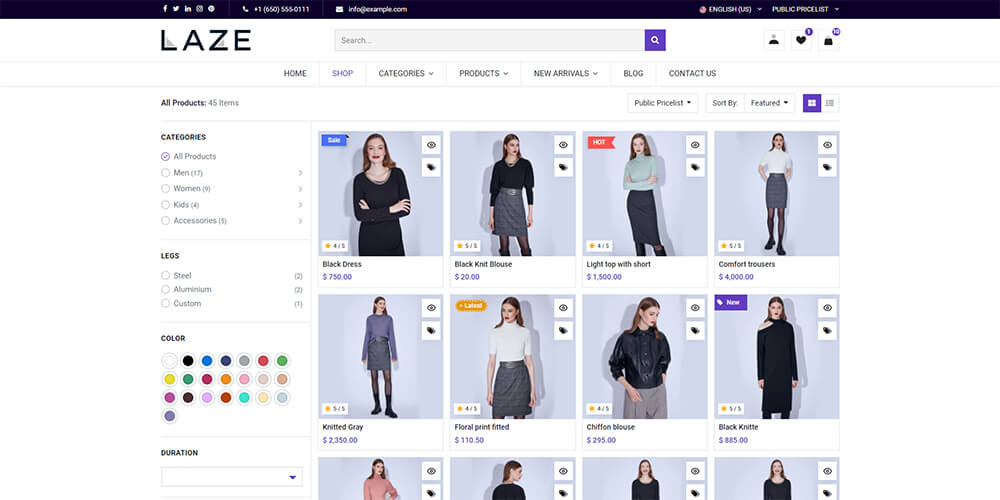 +1 (650) 555-0111
info@example.com
ENGLISH (US)
PUBLIC PRICELIST
LAZE
Search...
1
10
HOME
SHOP
CATEGORIES
PRODUCTS
NEW ARRIVALS
BLOG
CONTACT US
All Products: 45 Items
Public Pricelist
Sort By:
Featured
CATEGORIES
All Products
Men (17)
Women (9)
Kids (4)
Accessories (5)
LEGS
Steel (2)
Aluminium (2)
Custom (1)
COLOR
DURATION
Sale
4 / 5
Black Dress
$ 750.00
5 / 5
Black Knit Blouse
$ 20.00
HOT
4 / 5
Light top with short
$ 1,500.00
5 / 5
Comfort trousers
$ 4,000.00
5 / 5
Knitted Gray
$ 2,350.00
Latest
4 / 5
Floral print fitted
$ 110.50
4 / 5
Chiffon blouse
$ 295.00
New
5 / 5
Black Knitte
$ 885.00